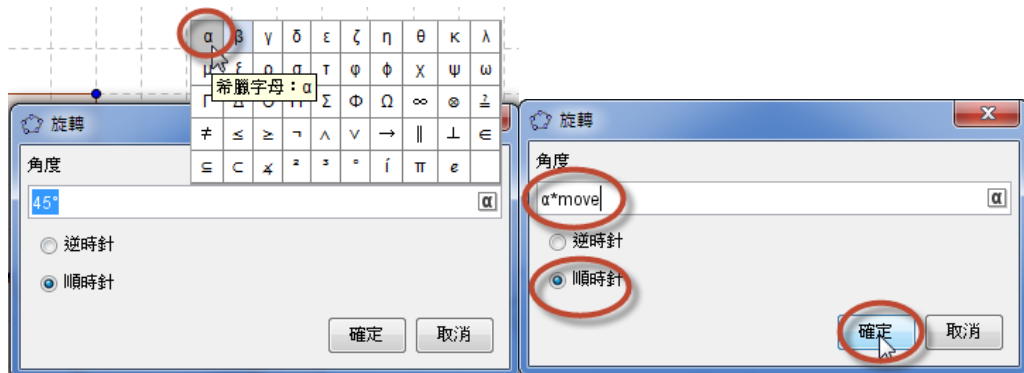 α β γ δ ε ζ η θ κ λ
μ ξ ρ σ τ φ ϕ χ ψ ω
希臘字母：α
Γ Δ Θ Π Σ Φ Ω ∞ ⊗ ≟
≠ ≤ ≥ ¬ ∧ ∨ → ∥ ⊥ ∈
⊆ ⊂ ∡ ² ³ ° í π e
旋轉
角度
45°
α
逆時針
順時針
確定
取消
旋轉
角度
α*move
α
逆時針
順時針
確定
取消